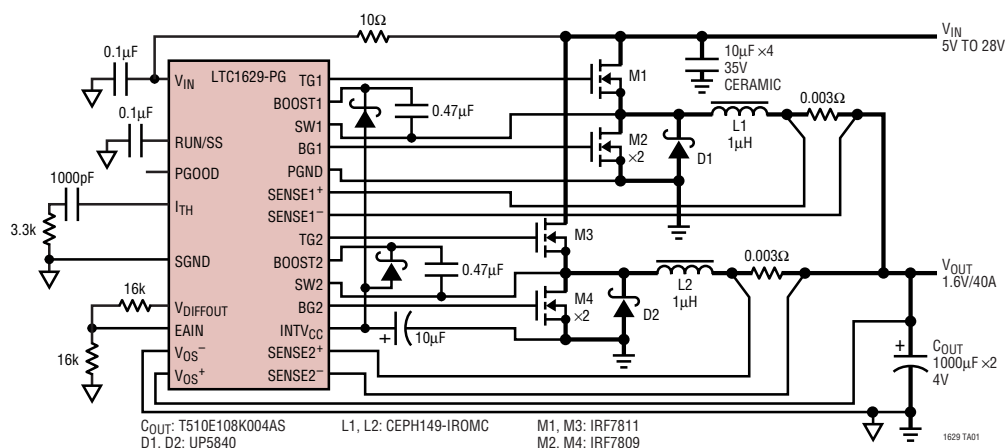 10Ω
VIN
5V TO 28V
0.1µF
LTC1629-PG
VIN
TG1
M1
10µF ×4
35V
CERAMIC
BOOST1
0.47µF
0.003Ω
0.1µF
SW1
L1
1µH
RUN/SS
BG1
M2
×2
D1
PGOOD
PGND
1000pF
SENSE1+
ITH
SENSE1–
3.3k
TG2
M3
SGND
BOOST2
0.47µF
0.003Ω
VOUT
1.6V/40A
SW2
L2
1µH
16k
VDIFFOUT
BG2
M4
×2
D2
EAIN
INTVCC
+
10µF
16k
VOS–
SENSE2+
+
COUT
1000µF ×2
4V
VOS+
SENSE2–
COUT: T510E108K004AS
L1, L2: CEPH149-IROMC
M1, M3: IRF7811
D1, D2: UP5840
M2, M4: IRF7809
1629 TA01